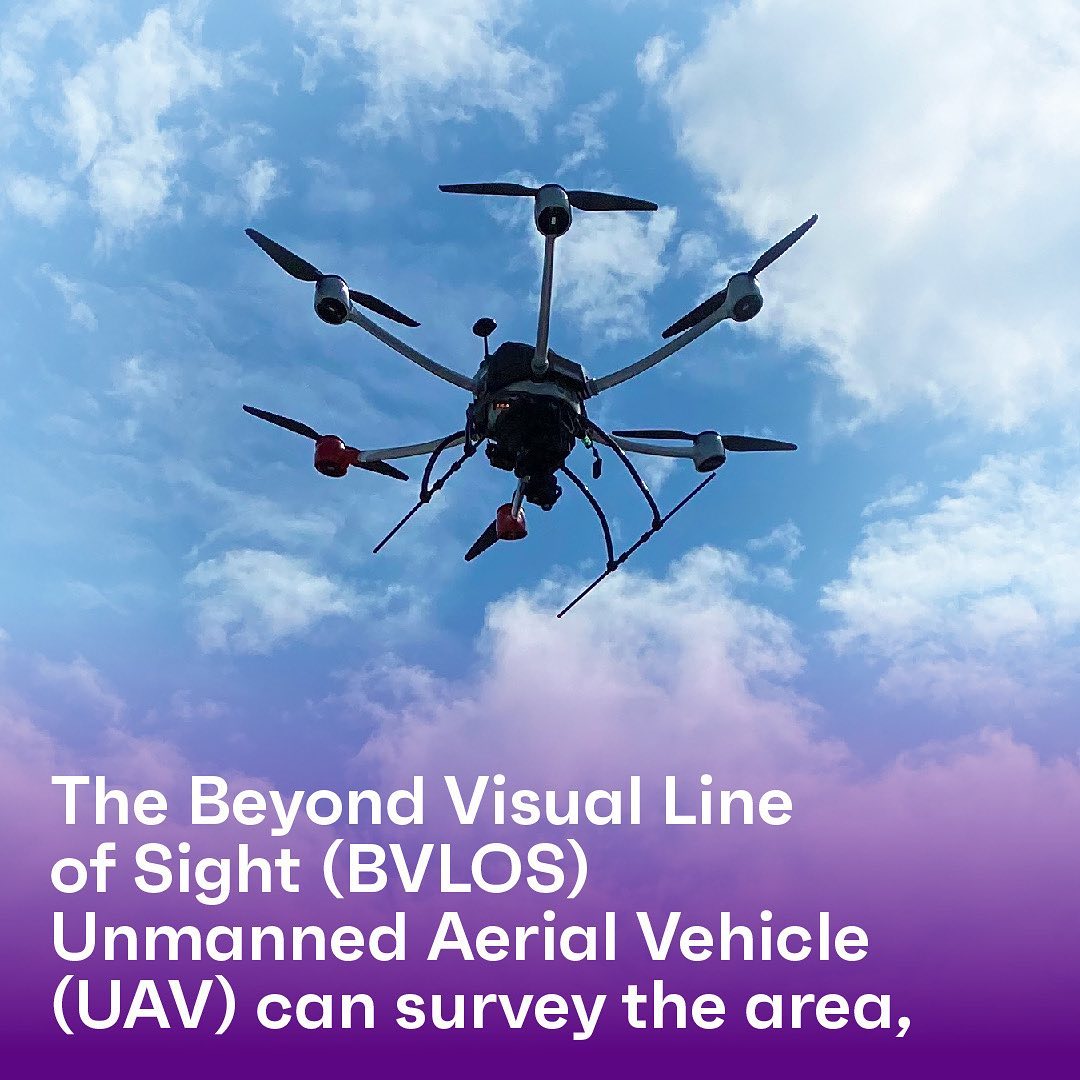 The Beyond Visual Line
of Sight (BVLOS)
Unmanned Aerial Vehicle
(UAV) can survey the area,